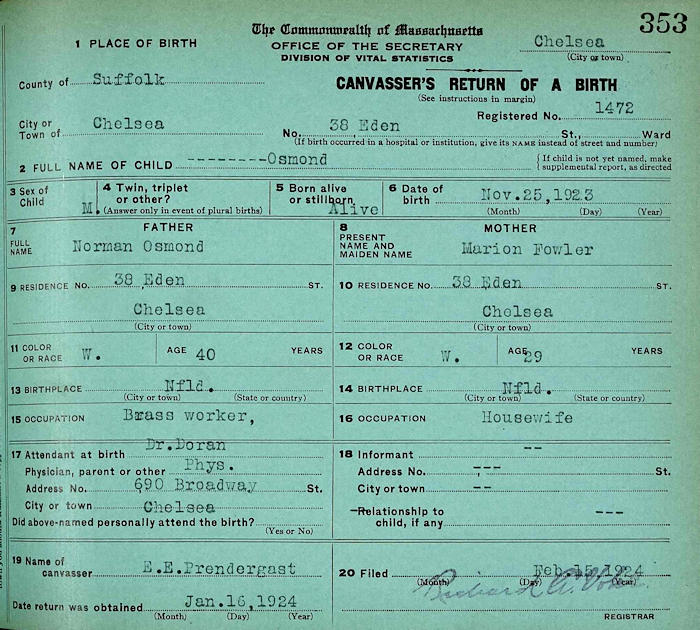 353
The Commonwealth of Massachusetts
OFFICE OF THE SECRETARY
DIVISION OF VITAL STATISTICS
1 PLACE OF BIRTH
Chelsea
(City or town)
County of Suffolk
CANVASSER'S RETURN OF A BIRTH
(See instructions in margin)
Registered No. 1472
City or Town of Chelsea
No. 38 Eden St., Ward
(If birth occurred in a hospital or institution, give its NAME instead of street and number)
2 FULL NAME OF CHILD --------Osmond
{ If child is not yet named, make supplemental report, as directed
3 Sex of Child M.
4 Twin, triplet or other?
(Answer only in event of plural births)
5 Born alive or stillborn Alive
6 Date of birth Nov.25,1923
(Month) (Day) (Year)
FATHER
7 FULL NAME Norman Osmond
MOTHER
8 PRESENT NAME AND MAIDEN NAME Marion Fowler
9 RESIDENCE NO. 38 Eden ST.
Chelsea
(City or town)
10 RESIDENCE NO. 38 Eden ST.
Chelsea
(City or town)
11 COLOR OR RACE W. AGE 40 YEARS
12 COLOR OR RACE W. AGE 29 YEARS
13 BIRTHPLACE Nfld.
(City or town) (State or country)
14 BIRTHPLACE Nfld.
(City or town) (State or country)
15 OCCUPATION Brass worker,
16 OCCUPATION Housewife
17 Attendant at birth Dr.Doran
Physician, parent or other Phys.
Address No. 690 Broadway St.
City or town Chelsea
Did above-named personally attend the birth?
(Yes or No)
18 Informant --
Address No. --- St.
City or town --
Relationship to child, if any ---
19 Name of canvasser E.E.Prendergast
Date return was obtained Jan.16,1924
(Month) (Day) (Year)
20 Filed Feb 15 1924
(Month) (Day) (Year)
Richard A.
REGISTRAR